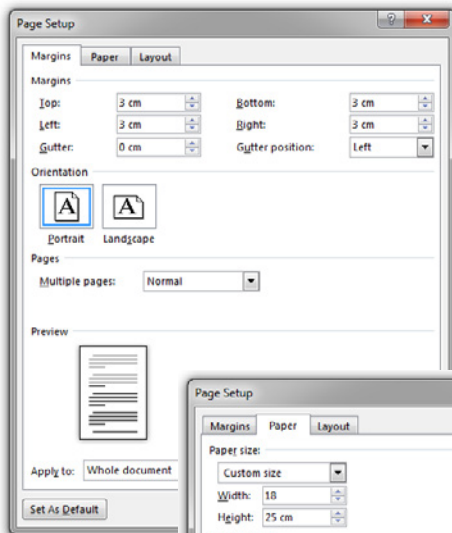 Page Setup
Margins Paper Layout
Margins
Top: 3 cm Bottom: 3 cm
Left: 3 cm Right: 3 cm
Gutter: 0 cm Gutter position: Left
Orientation
A A
Portrait Landscape
Pages
Multiple pages: Normal
Preview
Apply to: Whole document
Set As Default
Page Setup
Margins Paper Layout
Paper size:
Custom size
Width: 18
Height: 25 cm